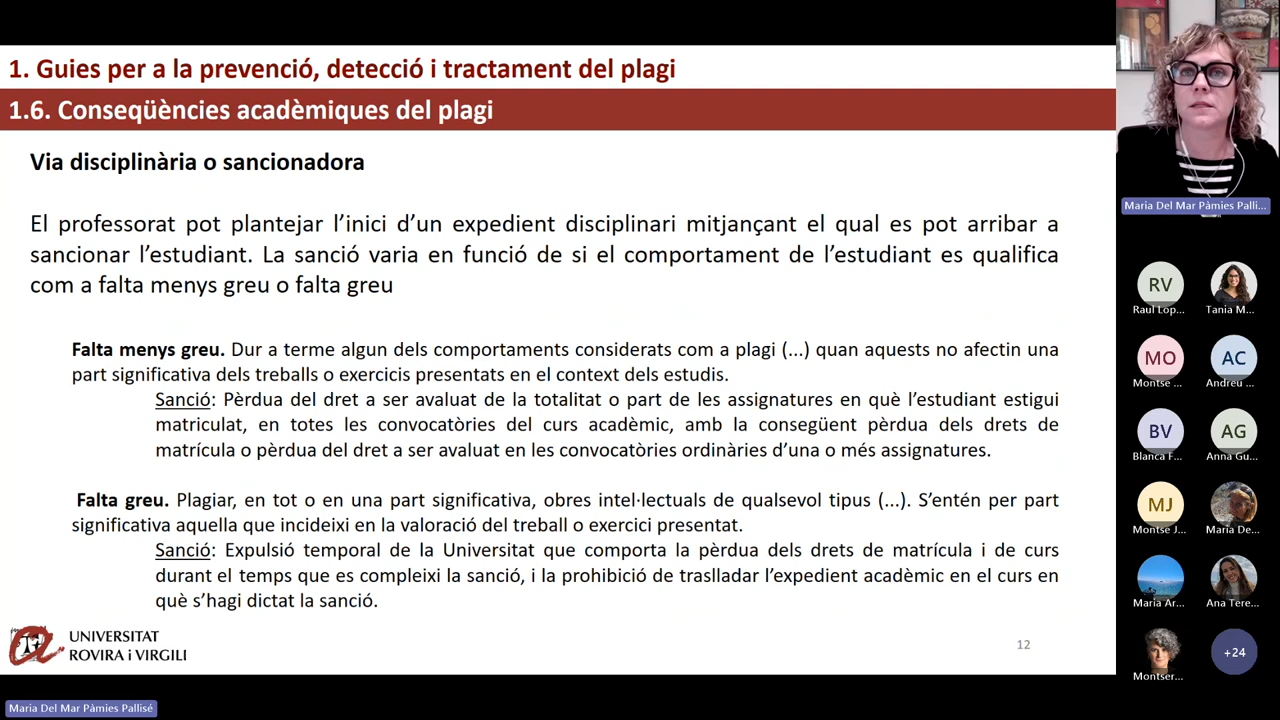 1. Guies per a la prevenció, detecció i tractament del plagi
1.6. Conseqüències acadèmiques del plagi
Via disciplinària o sancionadora
El professorat pot plantejar l’inici d’un expedient disciplinari mitjançant el qual es pot arribar a
sancionar l’estudiant. La sanció varia en funció de si el comportament de l’estudiant es qualifica
com a falta menys greu o falta greu
Falta menys greu. Dur a terme algun dels comportaments considerats com a plagi (...) quan aquests no afectin una
part significativa dels treballs o exercicis presentats en el context dels estudis.
Sanció: Pèrdua del dret a ser avaluat de la totalitat o part de les assignatures en què l’estudiant estigui
matriculat, en totes les convocatòries del curs acadèmic, amb la consegüent pèrdua dels drets de
matrícula o pèrdua del dret a ser avaluat en les convocatòries ordinàries d’una o més assignatures.
Falta greu. Plagiar, en tot o en una part significativa, obres intel·lectuals de qualsevol tipus (...). S’entén per part
significativa aquella que incideixi en la valoració del treball o exercici presentat.
Sanció: Expulsió temporal de la Universitat que comporta la pèrdua dels drets de matrícula i de curs
durant el temps que es compleixi la sanció, i la prohibició de traslladar l’expedient acadèmic en el curs en
què s’hagi dictat la sanció.
UNIVERSITAT
ROVIRA i VIRGILI
12
Maria Del Mar Pàmies Pallisé
Maria Del Mar Pàmies Palli...
RV
Raul Lop...
Tania M...
MO
Montse ...
AC
Andreu ...
BV
Blanca F...
AG
Anna Gu...
MJ
Montse J...
Maria De...
Maria Ar...
Ana Tere...
Montser...
+24